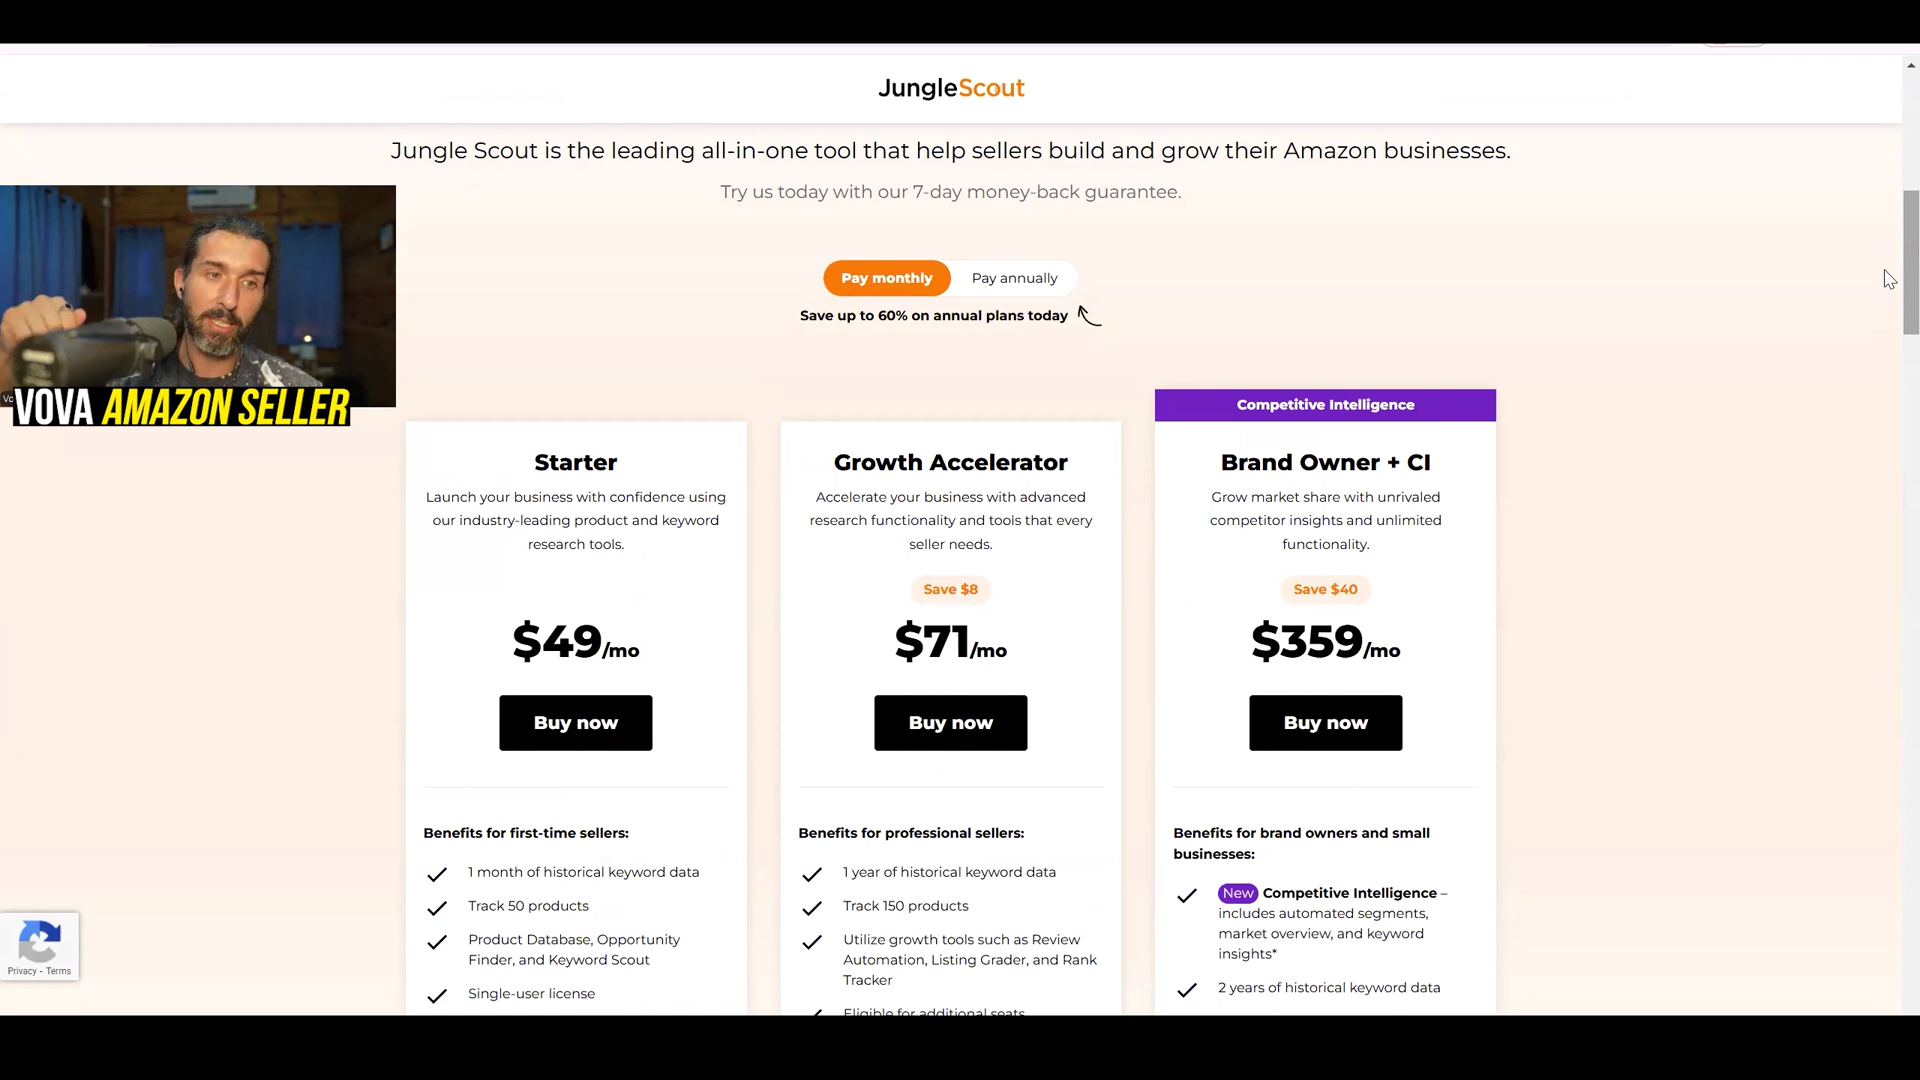 JungleScout
Jungle Scout is the leading all-in-one tool that help sellers build and grow their Amazon businesses.
Try us today with our 7-day money-back guarantee.
Pay monthly
Pay annually
Save up to 60% on annual plans today
VOVA AMAZON SELLER
Starter
Launch your business with confidence using
our industry-leading product and keyword
research tools.
$49/mo
Buy now
Benefits for first-time sellers:
1 month of historical keyword data
Track 50 products
Product Database, Opportunity
Finder, and Keyword Scout
Single-user license
Growth Accelerator
Accelerate your business with advanced
research functionality and tools that every
seller needs.
Save $8
$71/mo
Buy now
Benefits for professional sellers:
1 year of historical keyword data
Track 150 products
Utilize growth tools such as Review
Automation, Listing Grader, and Rank
Tracker
Eligible for additional seats
Competitive Intelligence
Brand Owner + CI
Grow market share with unrivaled
competitor insights and unlimited
functionality.
Save $40
$359/mo
Buy now
Benefits for brand owners and small
businesses:
New Competitive Intelligence –
includes automated segments,
market overview, and keyword
insights*
2 years of historical keyword data
Privacy - Terms